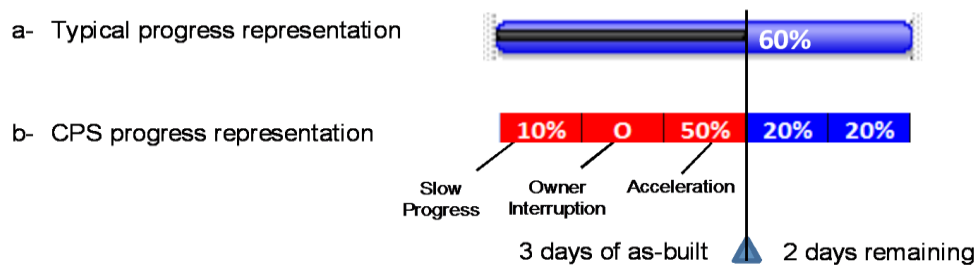 a- Typical progress representation
60%
b- CPS progress representation
10% O 50% 20% 20%
Slow
Progress
Owner
Interruption
Acceleration
3 days of as-built
2 days remaining